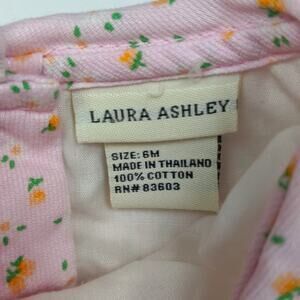 LAURA ASHLEY
SIZE: 6M
MADE IN THAILAND
100% COTTON
RN# 83603